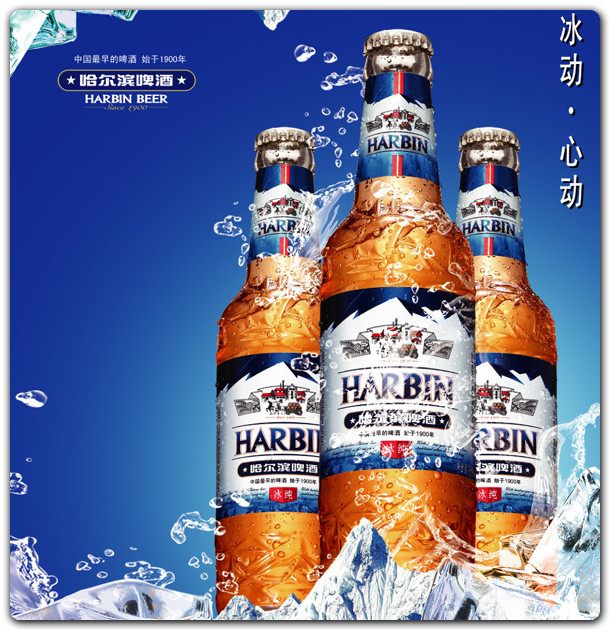 中国最早的啤酒 始于1900年
★ 哈尔滨啤酒 ★
HARBIN BEER
Since 1900
冰动·心动
HARBIN
HARBIN
HARBIN
HARBIN
哈尔滨啤酒
中国最早的啤酒 始于1900年
冰纯
HARBIN
哈尔滨啤酒
中国最早的啤酒 始于1900年
冰纯
HARBIN
哈尔滨啤酒
中国最早的啤酒 始于1900年
冰纯